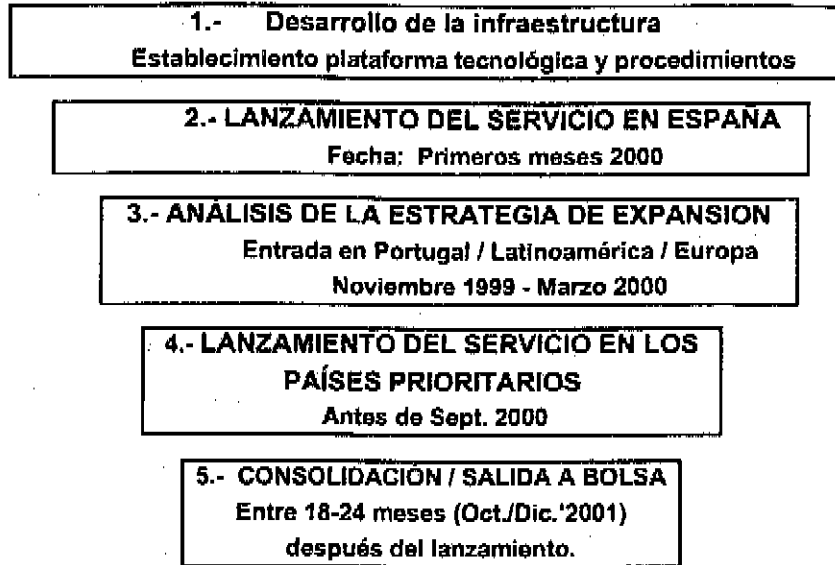 1.- Desarrollo de la infraestructura
Establecimiento plataforma tecnológica y procedimientos
2.- LANZAMIENTO DEL SERVICIO EN ESPAÑA
Fecha: Primeros meses 2000
3.- ANÁLISIS DE LA ESTRATEGIA DE EXPANSION
Entrada en Portugal / Latinoamérica / Europa
Noviembre 1999 - Marzo 2000
4.- LANZAMIENTO DEL SERVICIO EN LOS
PAÍSES PRIORITARIOS
Antes de Sept. 2000
5.- CONSOLIDACIÓN / SALIDA A BOLSA
Entre 18-24 meses (Oct./Dic.'2001)
después del lanzamiento.